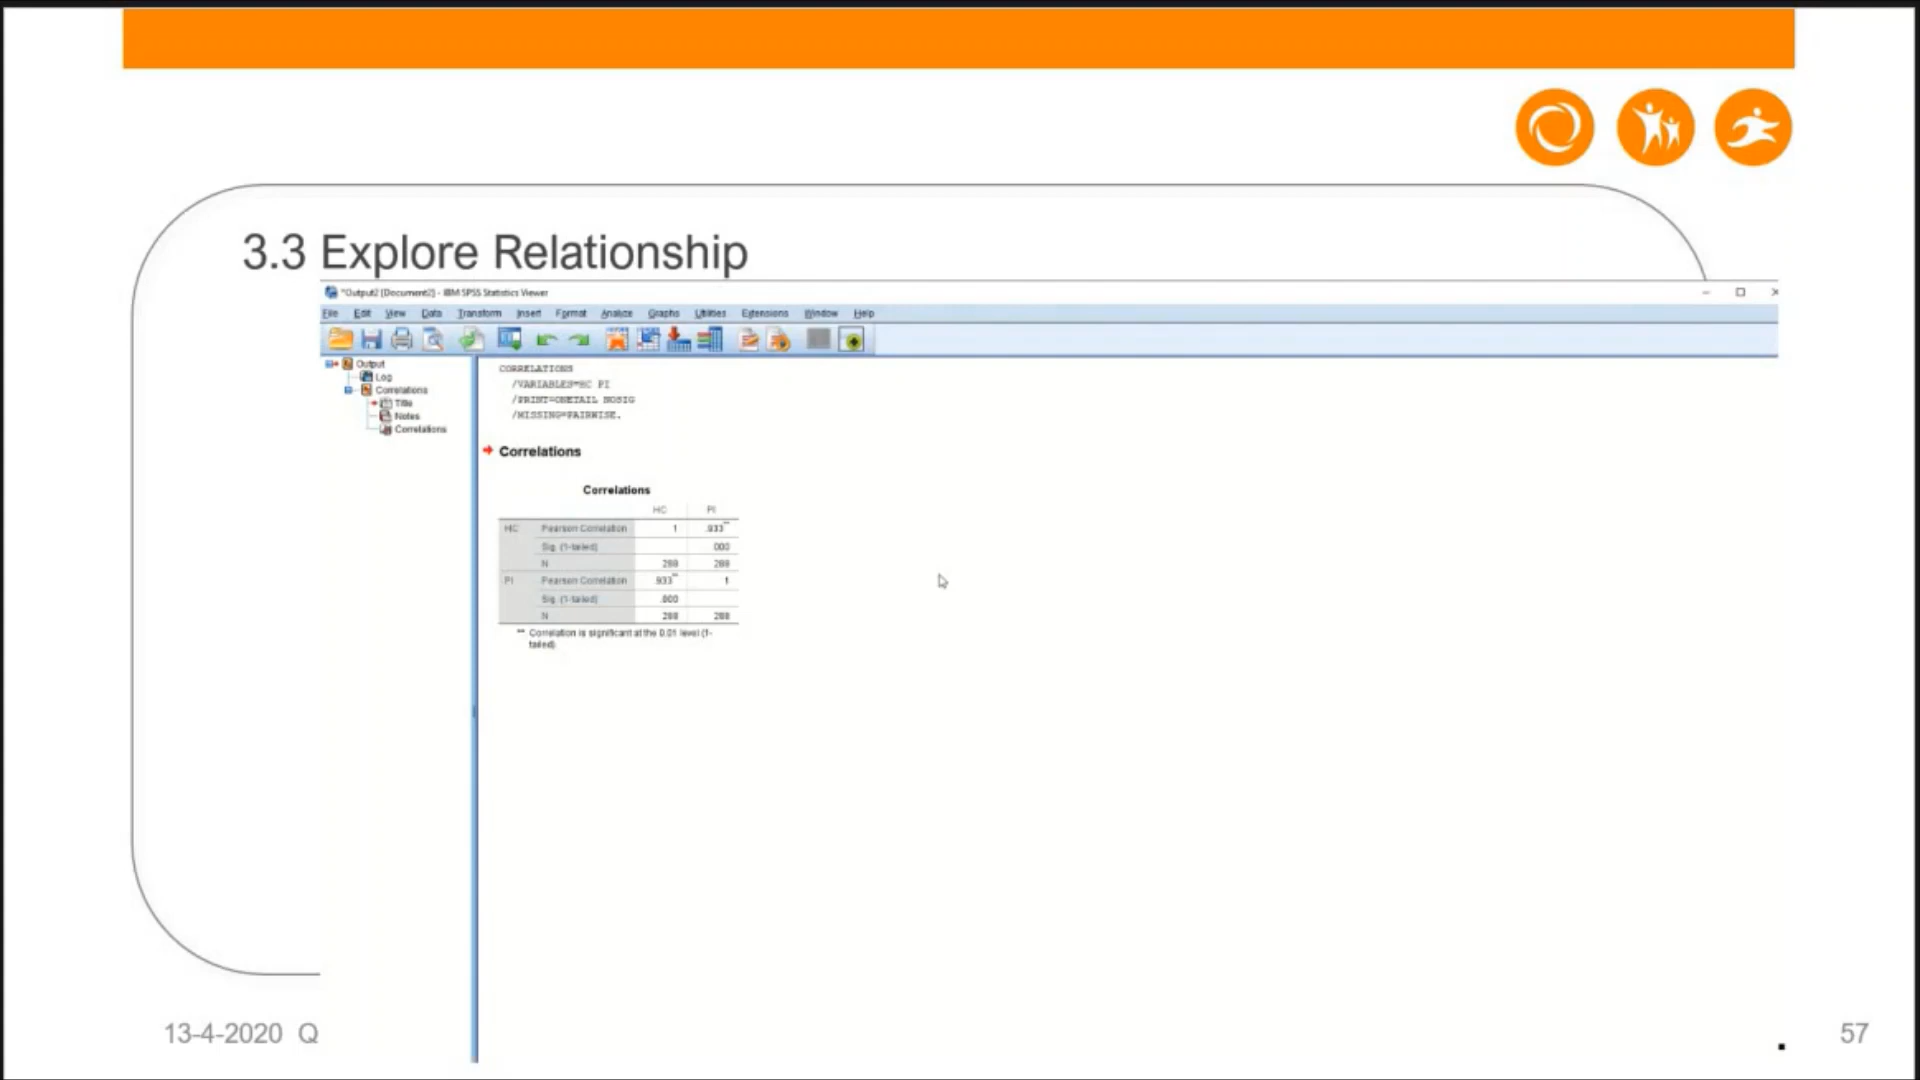 3.3 Explore Relationship
*Output2 [Document2] - IBM SPSS Statistics Viewer
File Edit View Data Transform Insert Format Analyze Graphs Utilities Extensions Window Help
Output
Log
Correlations
Title
Notes
Correlations
CORRELATIONS
/VARIABLES=HC PI
/PRINT=ONETAIL NOSIG
/MISSING=PAIRWISE.
Correlations
Correlations
HC PI
HC Pearson Correlation 1 .933**
Sig. (1-tailed) .000
N 288 288
PI Pearson Correlation .933** 1
Sig. (1-tailed) .000
N 288 288
** Correlation is significant at the 0.01 level (1-
tailed).
13-4-2020 Q
57